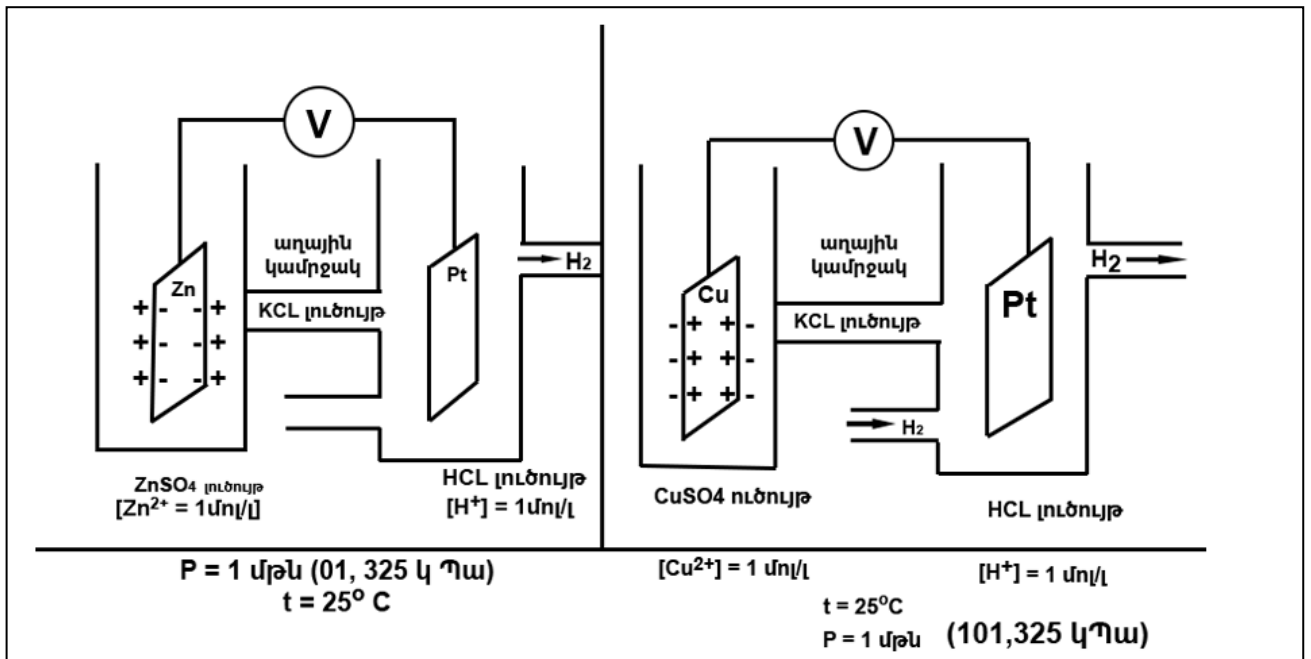 V
աղային
կամրջակ
Zn
+ - - +
+ - - +
+ - - +
KCL լուծույթ
Pt
H₂
ZnSO₄ լուծույթ
[Zn²⁺ = 1մոլ/լ]
HCL լուծույթ
[H⁺] = 1մոլ/լ
P = 1 մթն (01, 325 կ Պա)
t = 25⁰ C
V
աղային
կամրջակ
Cu
- + + -
- + + -
- + + -
KCL լուծույթ
Pt
H₂
H₂
CuSO4 ուծույթ
HCL լուծույթ
[Cu²⁺] = 1 մոլ/լ
[H⁺] = 1 մոլ/լ
t = 25⁰C
P = 1 մթն (101,325 կՊա)